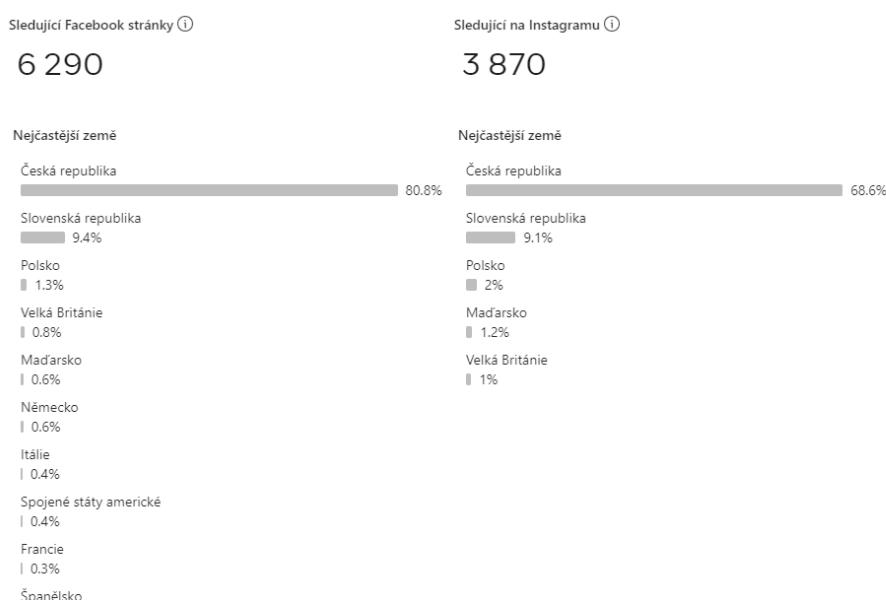 Sledující Facebook stránky
6 290
Nejčastější země
Česká republika
80.8%
Slovenská republika
9.4%
Polsko
1.3%
Velká Británie
0.8%
Maďarsko
0.6%
Německo
0.6%
Itálie
0.4%
Spojené státy americké
0.4%
Francie
0.3%
Španělsko
Sledující na Instagramu
3 870
Nejčastější země
Česká republika
68.6%
Slovenská republika
9.1%
Polsko
2%
Maďarsko
1.2%
Velká Británie
1%